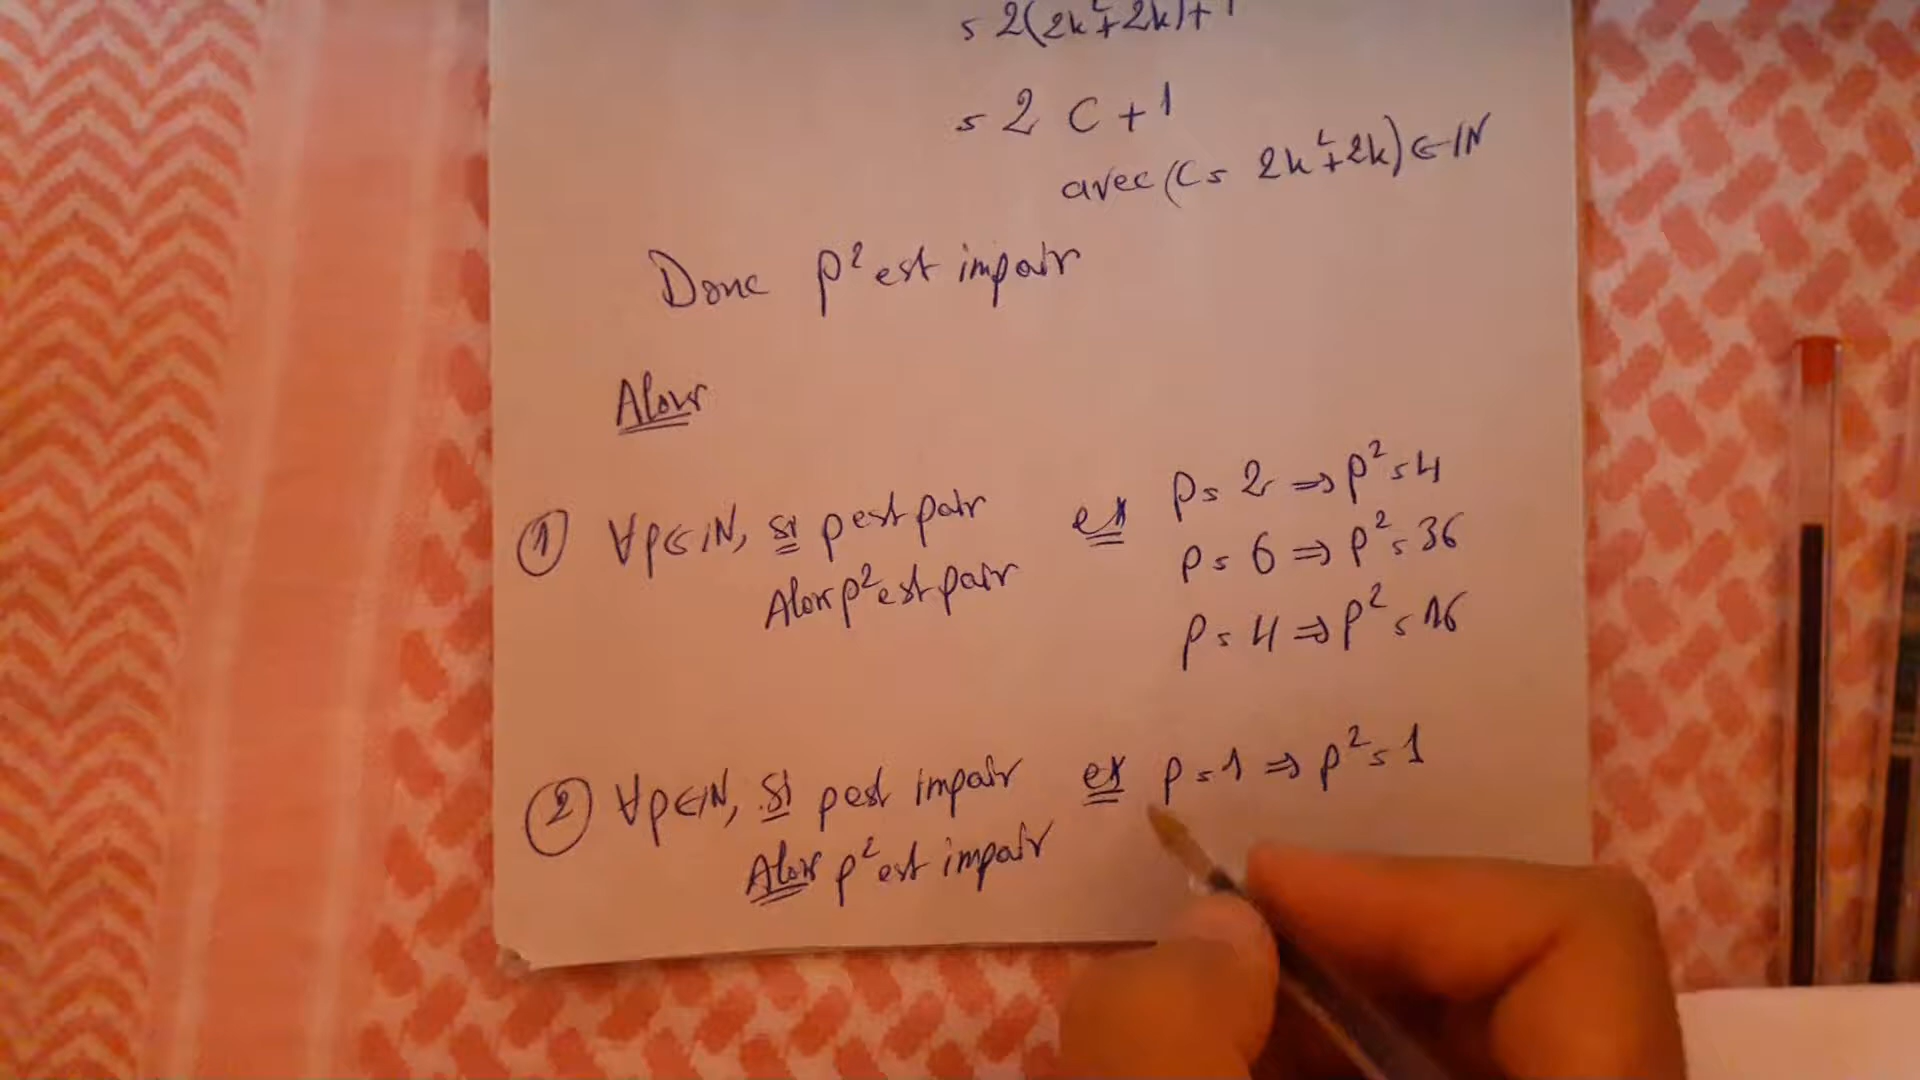 = 2(2k²+2k)+1
= 2 C + 1
avec (C = 2k²+2k) ∈ IN
Donc p² est impair
Alors
① ∀p∈IN, si p est pair
Alors p² est pair
ex p = 2 ⇒ p² = 4
p = 6 ⇒ p² = 36
p = 4 ⇒ p² = 16
② ∀p∈IN, si p est impair
Alors p² est impair
ex p = 1 ⇒ p² = 1